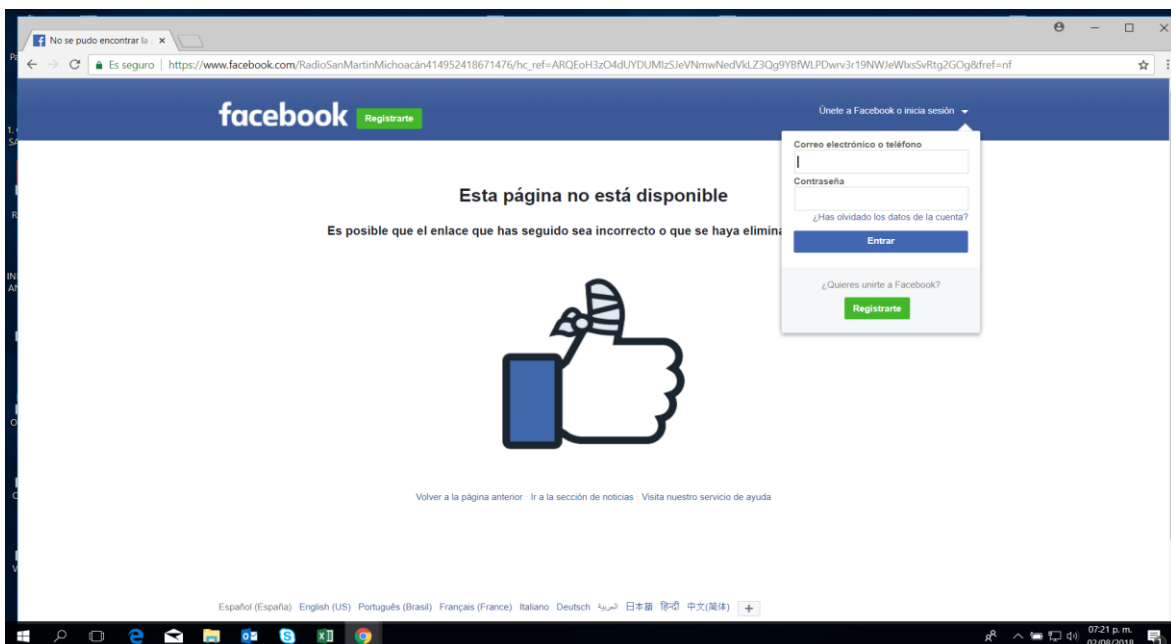 No se pudo encontrar la
Es seguro | https://www.facebook.com/RadioSanMartinMichoacán414952418671476/hc_ref=ARQEoH3zO4dUYDUMIzSJeVNmwNedVkLZ3Qg9YBfWLPDwrv3r19NWJeWIxsSvRtg2GOg&fref=nf
facebook Registrarte
Únete a Facebook o inicia sesión
Correo electrónico o teléfono
Contraseña
¿Has olvidado los datos de la cuenta?
Entrar
¿Quieres unirte a Facebook?
Registrarte
Esta página no está disponible
Es posible que el enlace que has seguido sea incorrecto o que se haya elimina
Volver a la página anterior · Ir a la sección de noticias · Visita nuestro servicio de ayuda
Español (España) English (US) Português (Brasil) Français (France) Italiano Deutsch العربية 日本語 हिन्दी 中文(简体) +
07:21 p. m.
02/08/2018